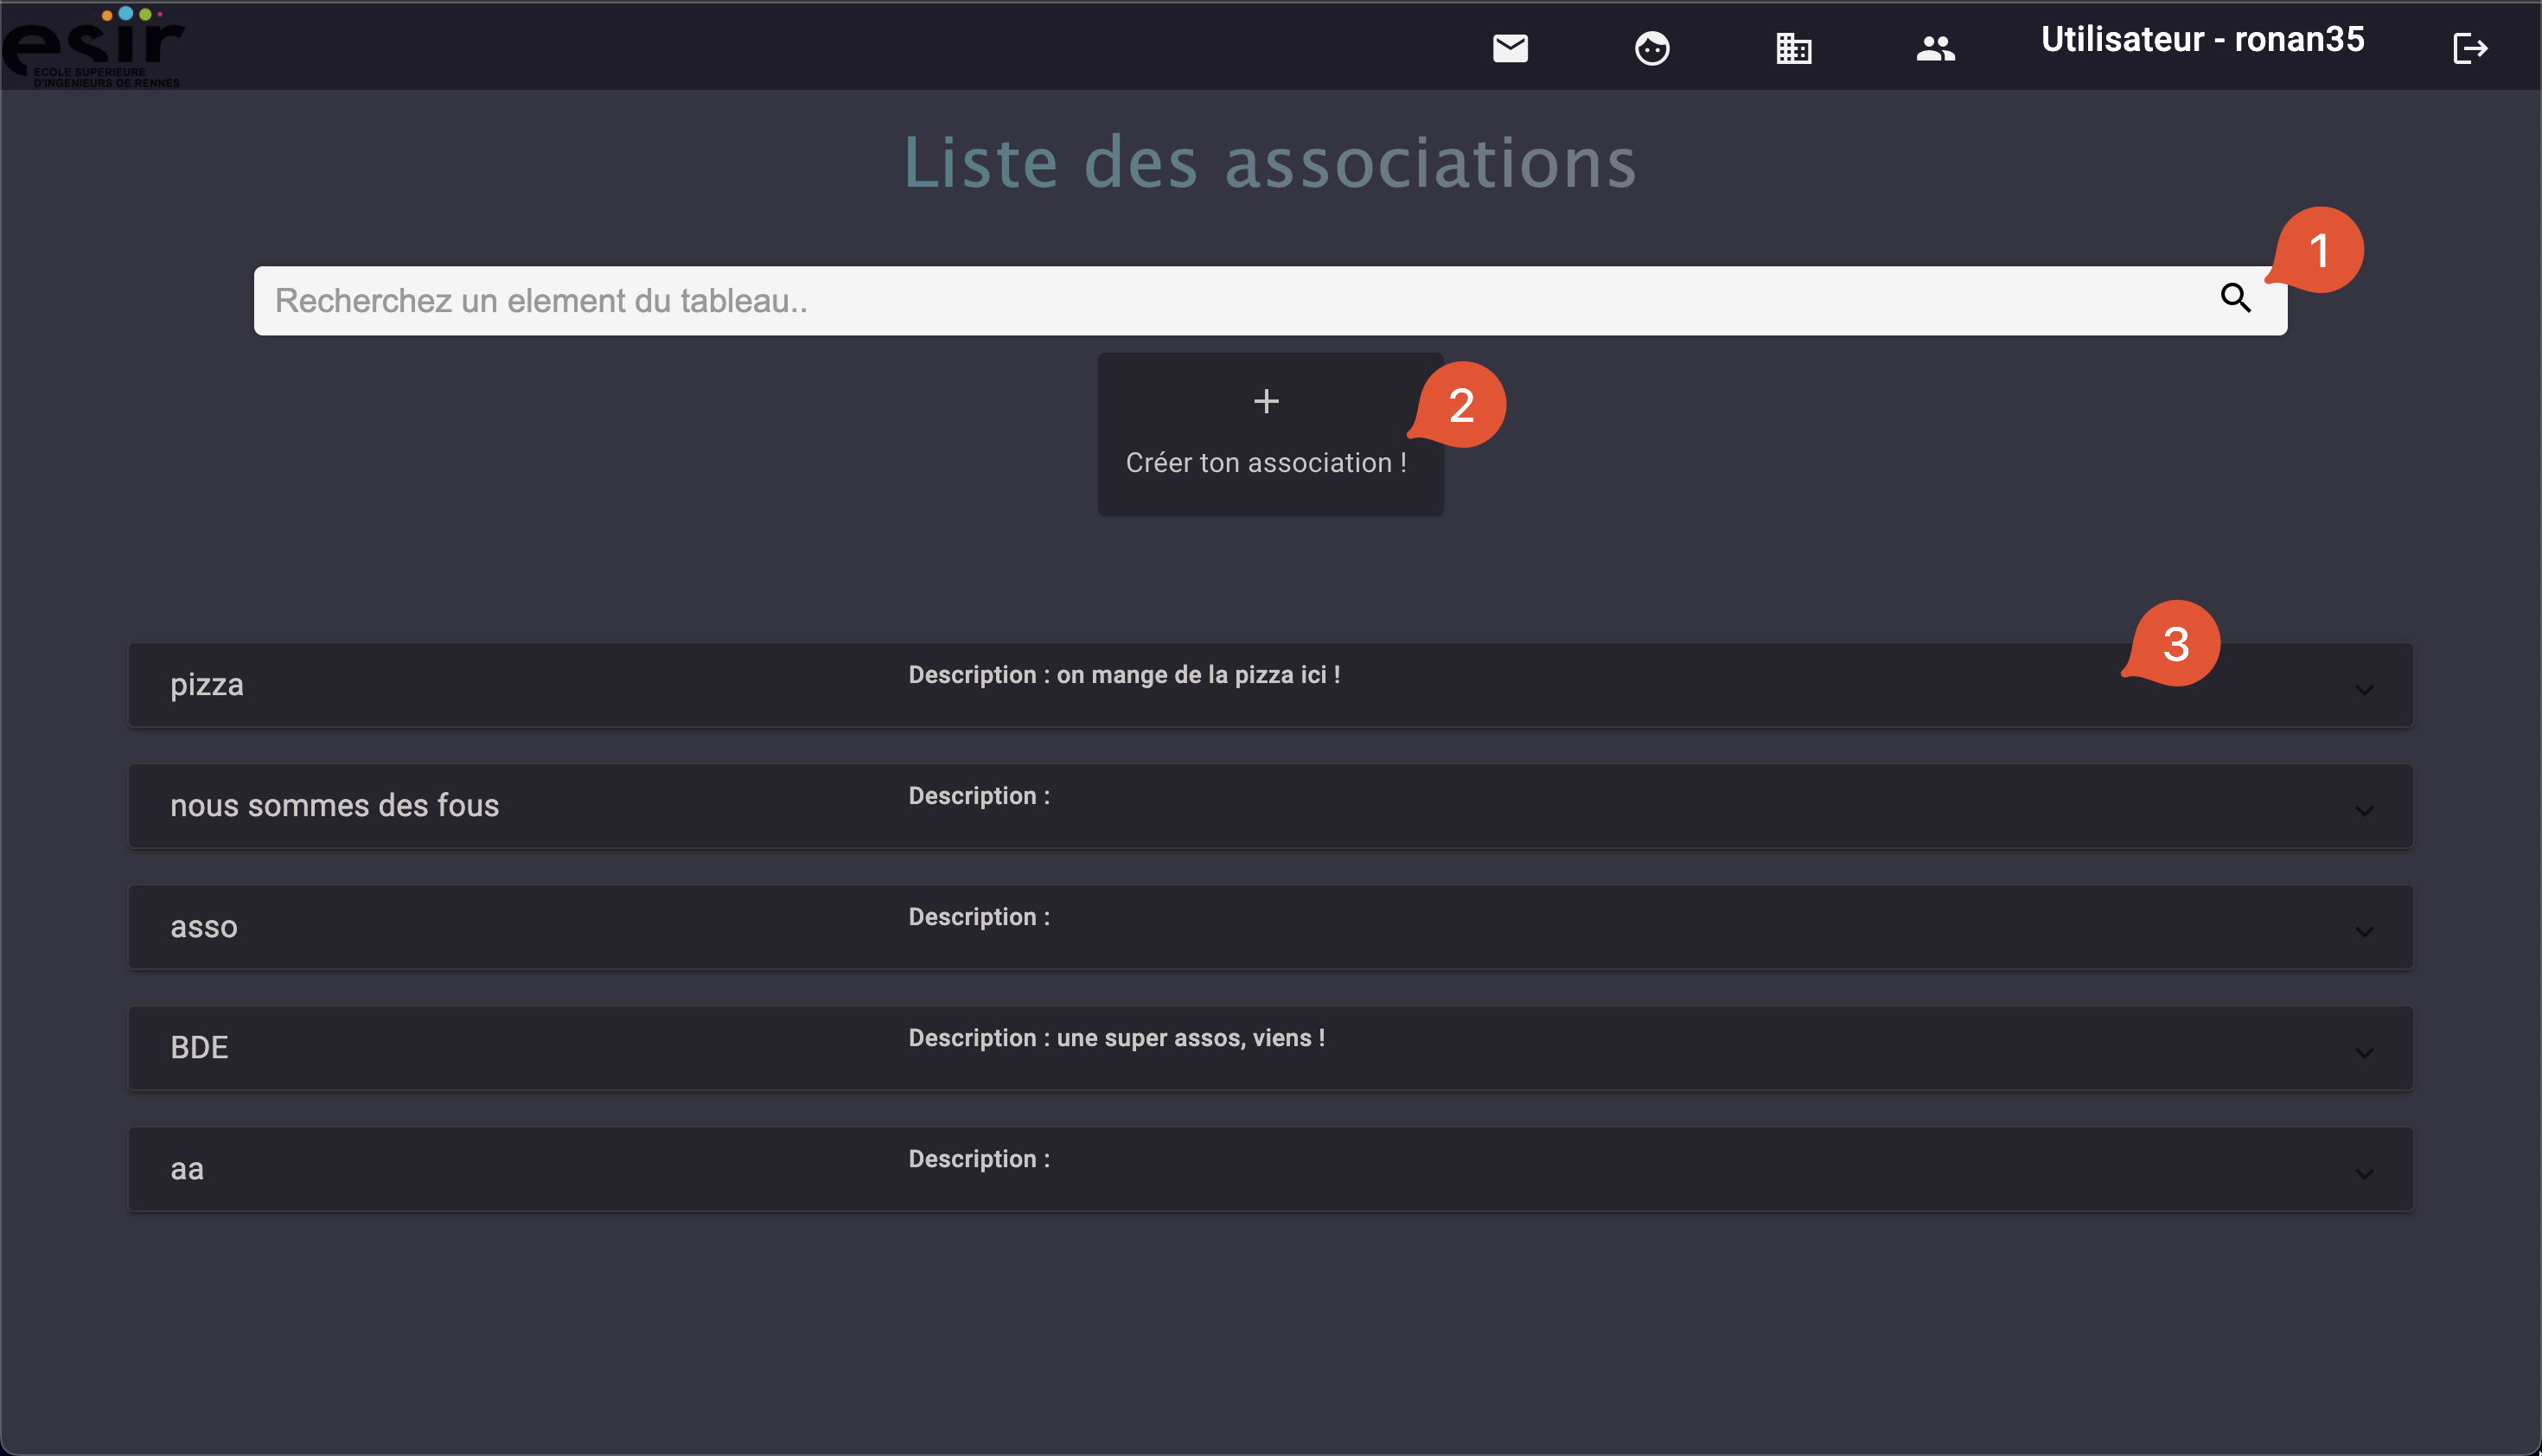 esir
ECOLE SUPERIEURE
D'INGENIEURS DE RENNES
Utilisateur - ronan35
Liste des associations
1
Recherchez un element du tableau..
2
Créer ton association !
3
pizza
Description : on mange de la pizza ici !
nous sommes des fous
Description :
asso
Description :
BDE
Description : une super assos, viens !
aa
Description :